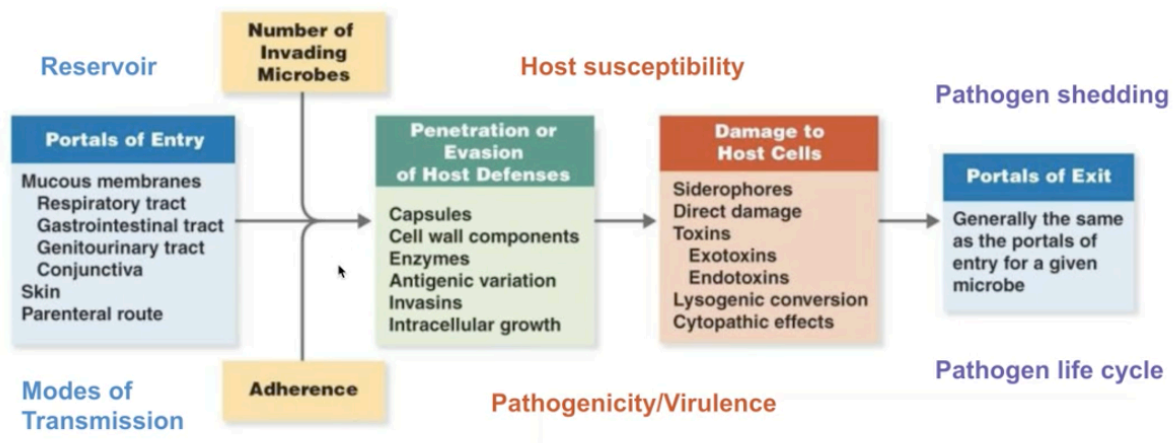 Reservoir
Number of
Invading
Microbes
Host susceptibility
Pathogen shedding
Portals of Entry
Mucous membranes
Respiratory tract
Gastrointestinal tract
Genitourinary tract
Conjunctiva
Skin
Parenteral route
Penetration or
Evasion
of Host Defenses
Capsules
Cell wall components
Enzymes
Antigenic variation
Invasins
Intracellular growth
Damage to
Host Cells
Siderophores
Direct damage
Toxins
Exotoxins
Endotoxins
Lysogenic conversion
Cytopathic effects
Portals of Exit
Generally the same
as the portals of
entry for a given
microbe
Modes of
Transmission
Adherence
Pathogenicity/Virulence
Pathogen life cycle